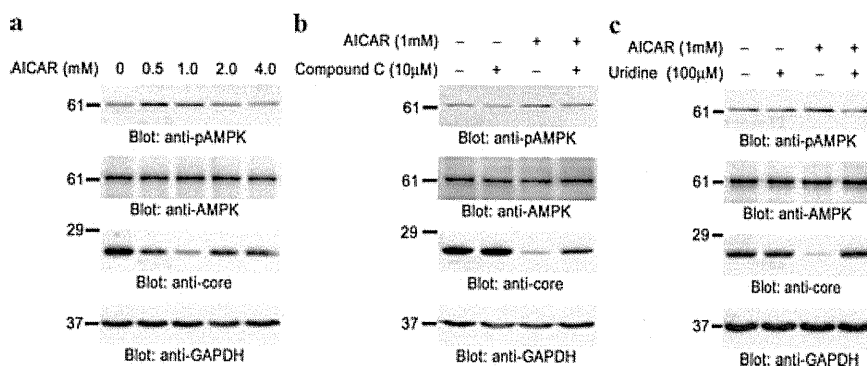 a
AICAR (mM) 0 0.5 1.0 2.0 4.0
61
Blot: anti-pAMPK
61
Blot: anti-AMPK
29
Blot: anti-core
37
Blot: anti-GAPDH
b
AICAR (1mM) – – + +
Compound C (10µM) – + – +
61
Blot: anti-pAMPK
61
Blot: anti-AMPK
29
Blot: anti-core
37
Blot: anti-GAPDH
c
AICAR (1mM) – – + +
Uridine (100µM) – + – +
61
Blot: anti-pAMPK
61
Blot: anti-AMPK
29
Blot: anti-core
37
Blot: anti-GAPDH